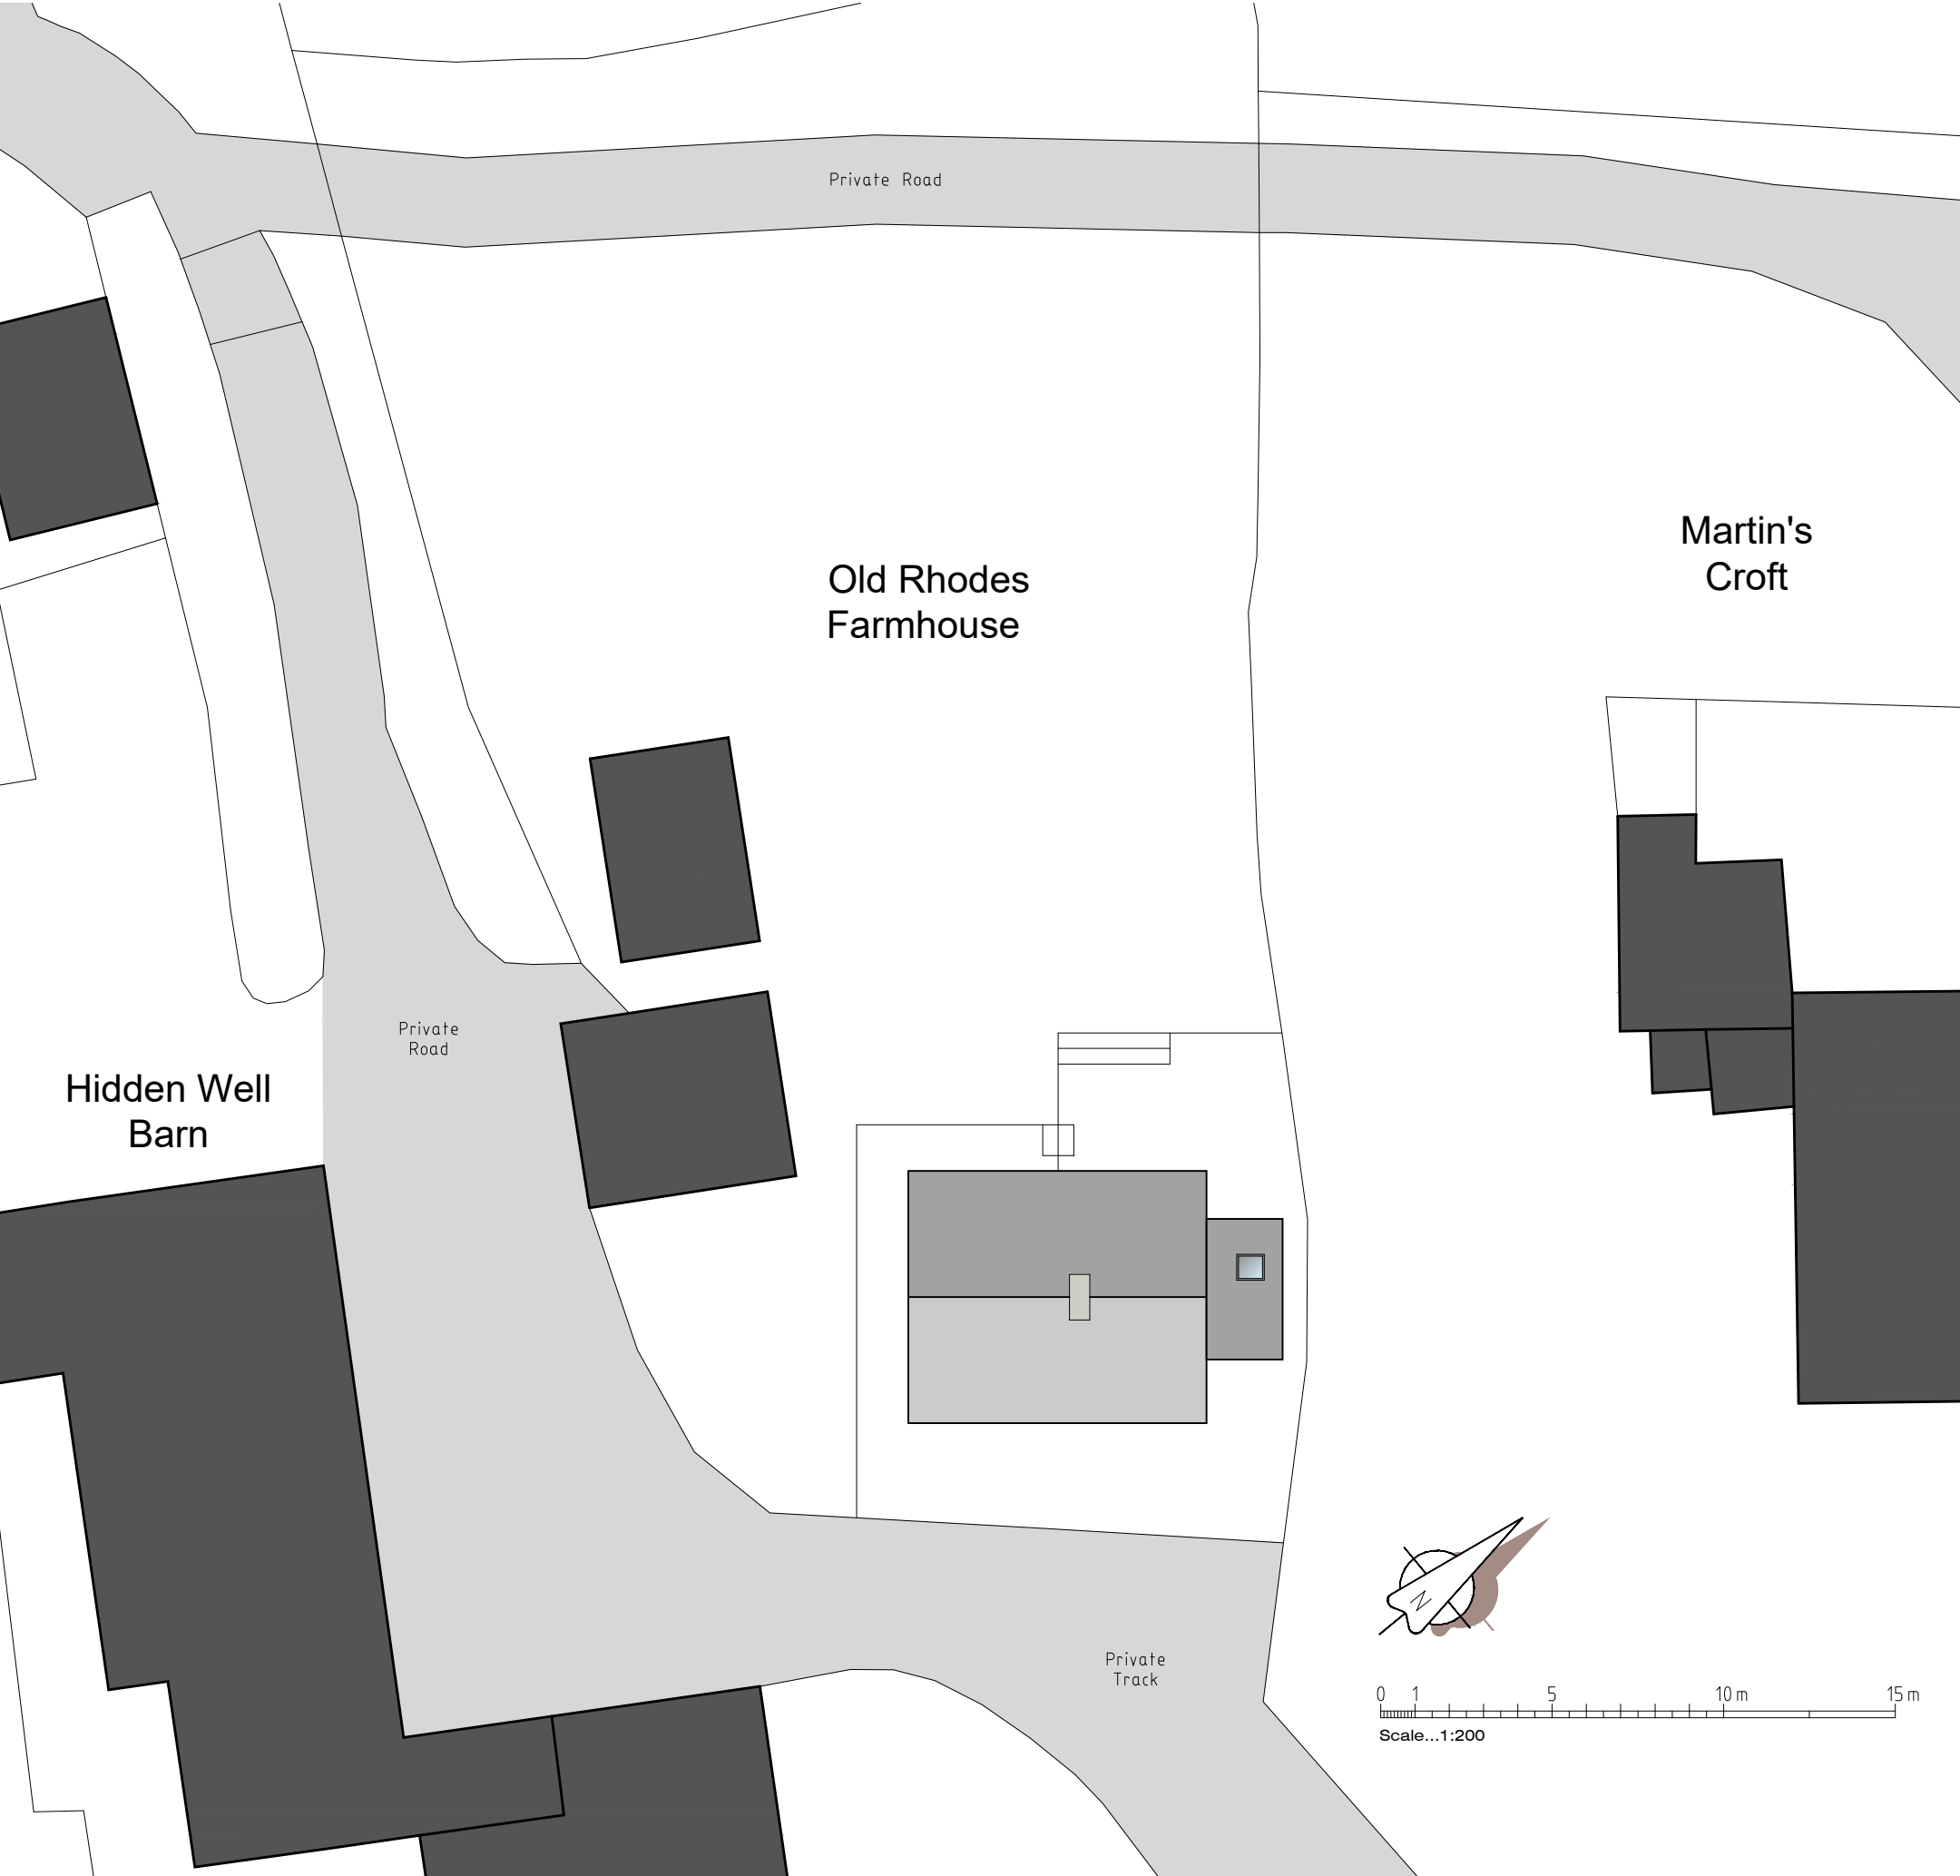 Private Road
Martin's
Croft
Old Rhodes
Farmhouse
Private
Road
Hidden Well
Barn
N
Private
Track
0 1 5 10 m 15 m
Scale...1:200